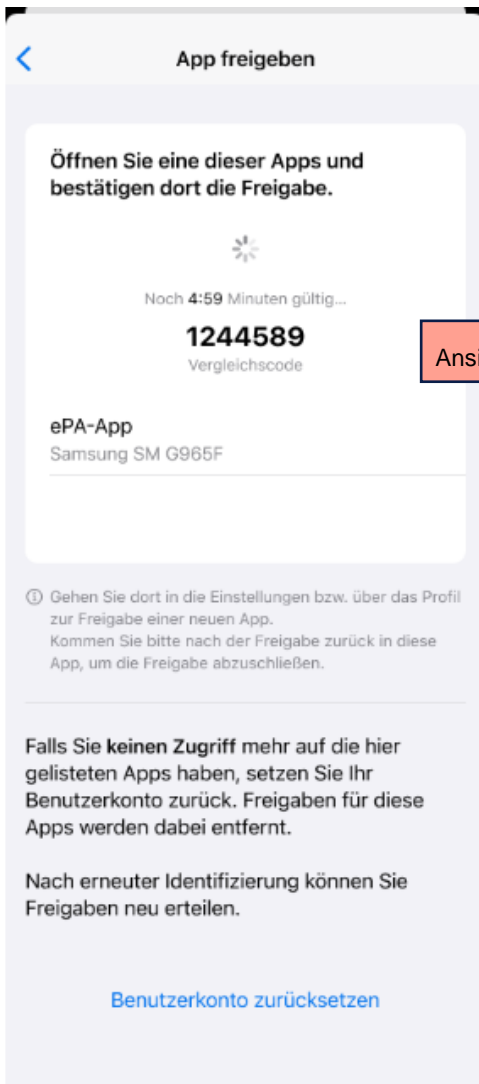 App freigeben
Öffnen Sie eine dieser Apps und
bestätigen dort die Freigabe.
Noch 4:59 Minuten gültig...
1244589
Vergleichscode
ePA-App
Samsung SM G965F
Gehen Sie dort in die Einstellungen bzw. über das Profil
zur Freigabe einer neuen App.
Kommen Sie bitte nach der Freigabe zurück in diese
App, um die Freigabe abzuschließen.
Falls Sie keinen Zugriff mehr auf die hier
gelisteten Apps haben, setzen Sie Ihr
Benutzerkonto zurück. Freigaben für diese
Apps werden dabei entfernt.
Nach erneuter Identifizierung können Sie
Freigaben neu erteilen.
Benutzerkonto zurücksetzen